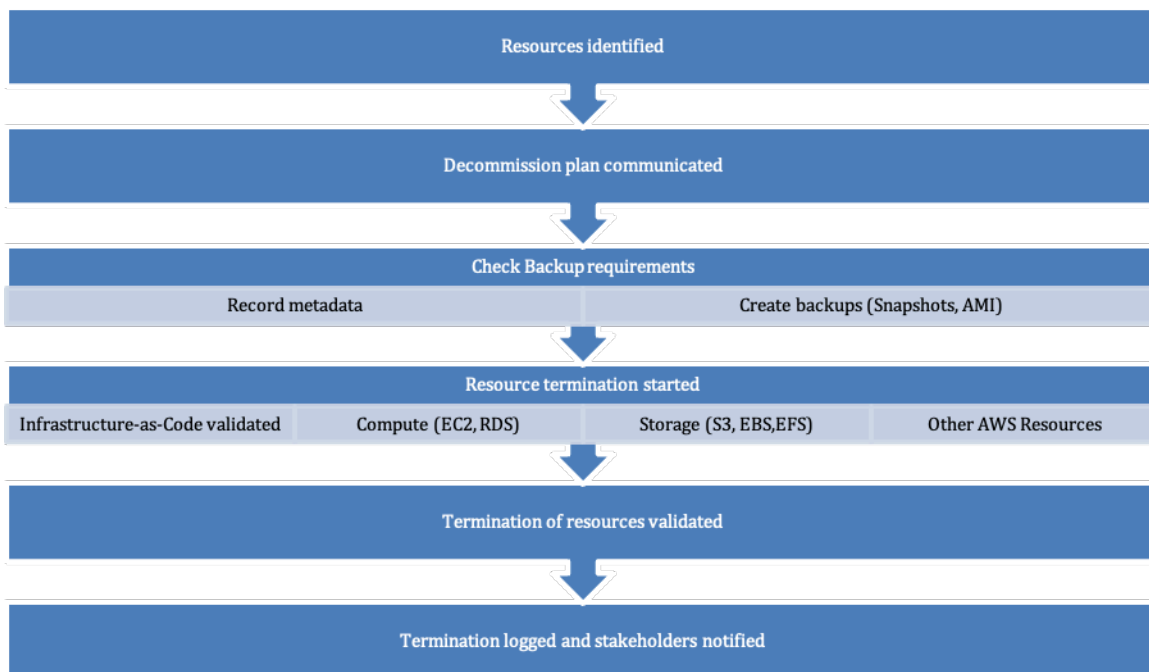 Resources identified
Decommission plan communicated
Check Backup requirements
Record metadata
Create backups (Snapshots, AMI)
Resource termination started
Infrastructure-as-Code validated
Compute (EC2, RDS)
Storage (S3, EBS,EFS)
Other AWS Resources
Termination of resources validated
Termination logged and stakeholders notified